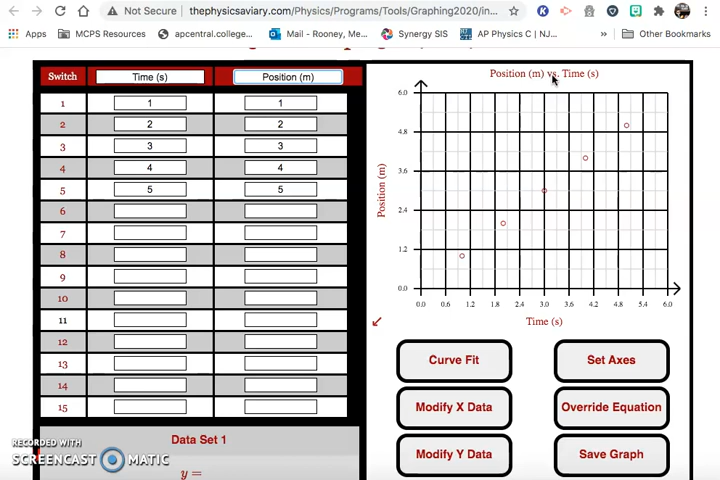 Not Secure | thephysicsaviary.com/Physics/Programs/Tools/Graphing2020/in...
Apps MCPS Resources apcentral.college... Mail - Rooney, Me... Synergy SIS AP Physics C | NJ... » Other Bookmarks
Switch Time (s) Position (m)
1 1 1
2 2 2
3 3 3
4 4 4
5 5 5
6
7
8
9
10
11
12
13
14
15
Data Set 1
y =
Position (m) vs. Time (s)
Position (m)
6.0
4.8
3.6
2.4
1.2
0.0
0.0 0.6 1.2 1.8 2.4 3.0 3.6 4.2 4.8 5.4 6.0
Time (s)
Curve Fit Set Axes
Modify X Data Override Equation
Modify Y Data Save Graph
RECORDED WITH
SCREENCAST MATIC